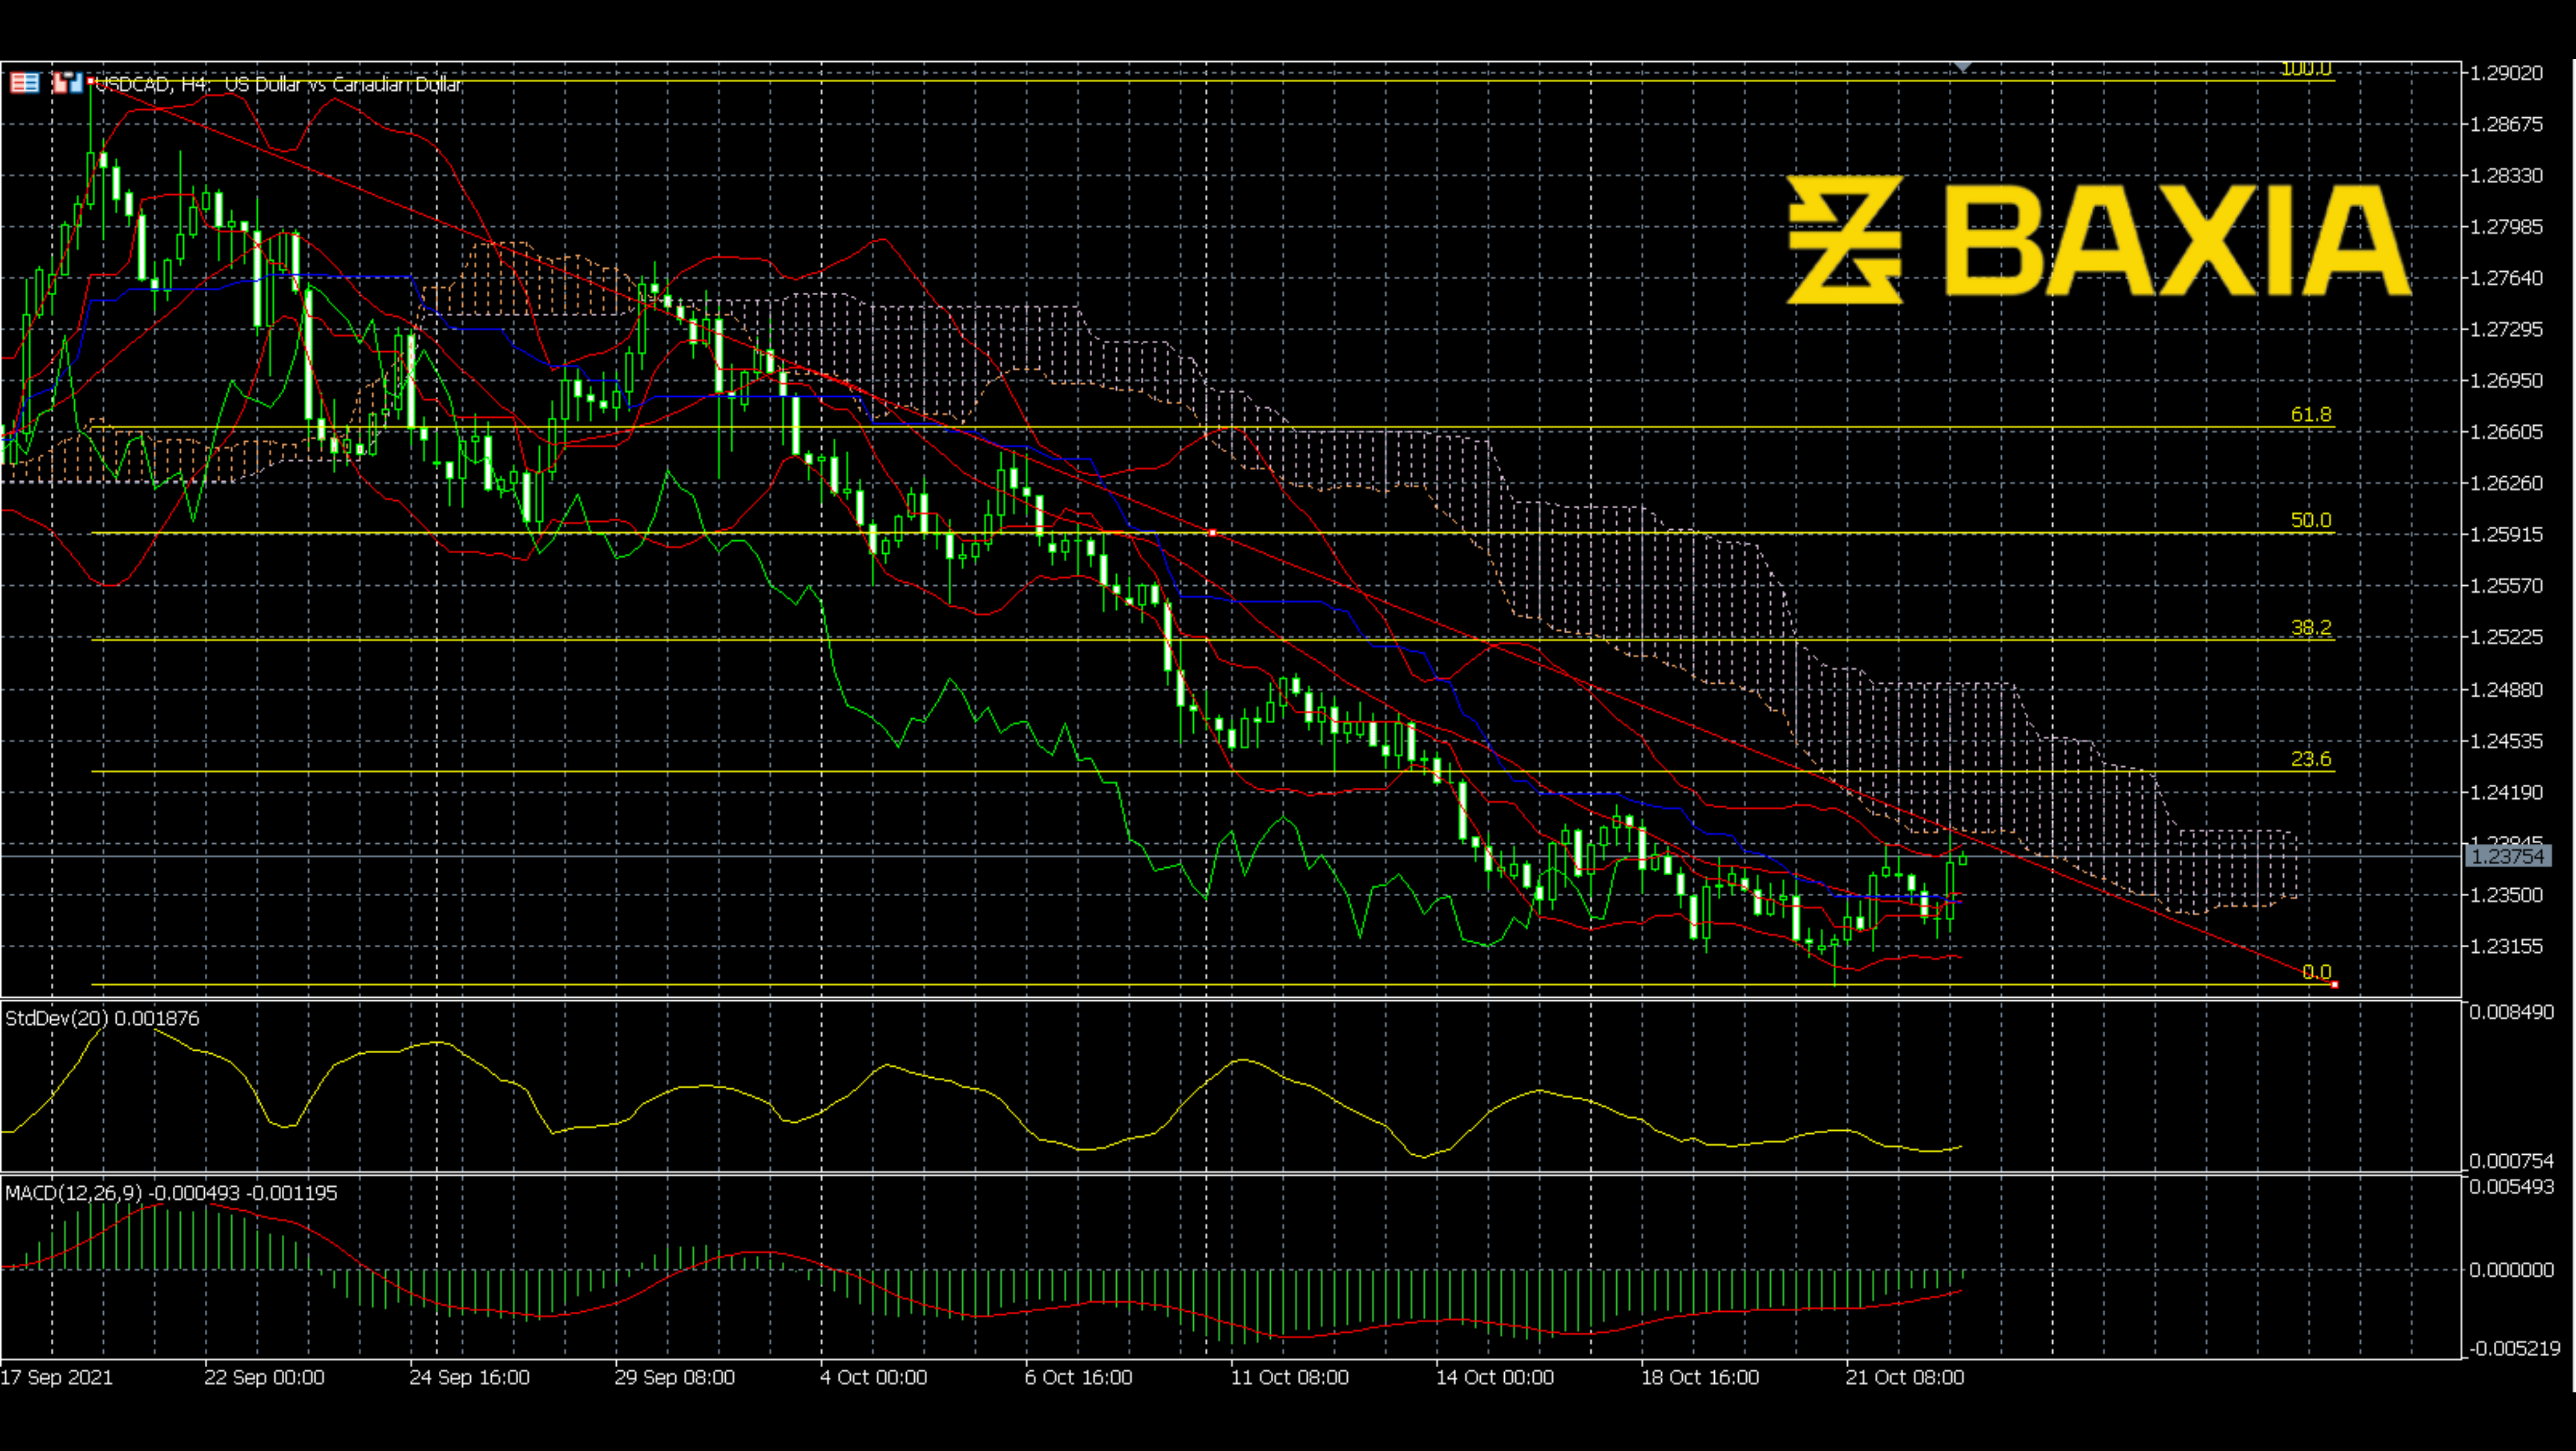 USDCAD, H4: US Dollar vs Canadian Dollar
BAXIA
100.0
61.8
50.0
38.2
23.6
0.0
1.29020
1.28675
1.28330
1.27985
1.27640
1.27295
1.26950
1.26605
1.26260
1.25915
1.25570
1.25225
1.24880
1.24535
1.24190
1.23845
1.23754
1.23500
1.23155
StdDev(20) 0.001876
0.008490
0.000754
MACD(12,26,9) -0.000493 -0.001195
0.005493
0.000000
-0.005219
17 Sep 2021
22 Sep 00:00
24 Sep 16:00
29 Sep 08:00
4 Oct 00:00
6 Oct 16:00
11 Oct 08:00
14 Oct 00:00
18 Oct 16:00
21 Oct 08:00